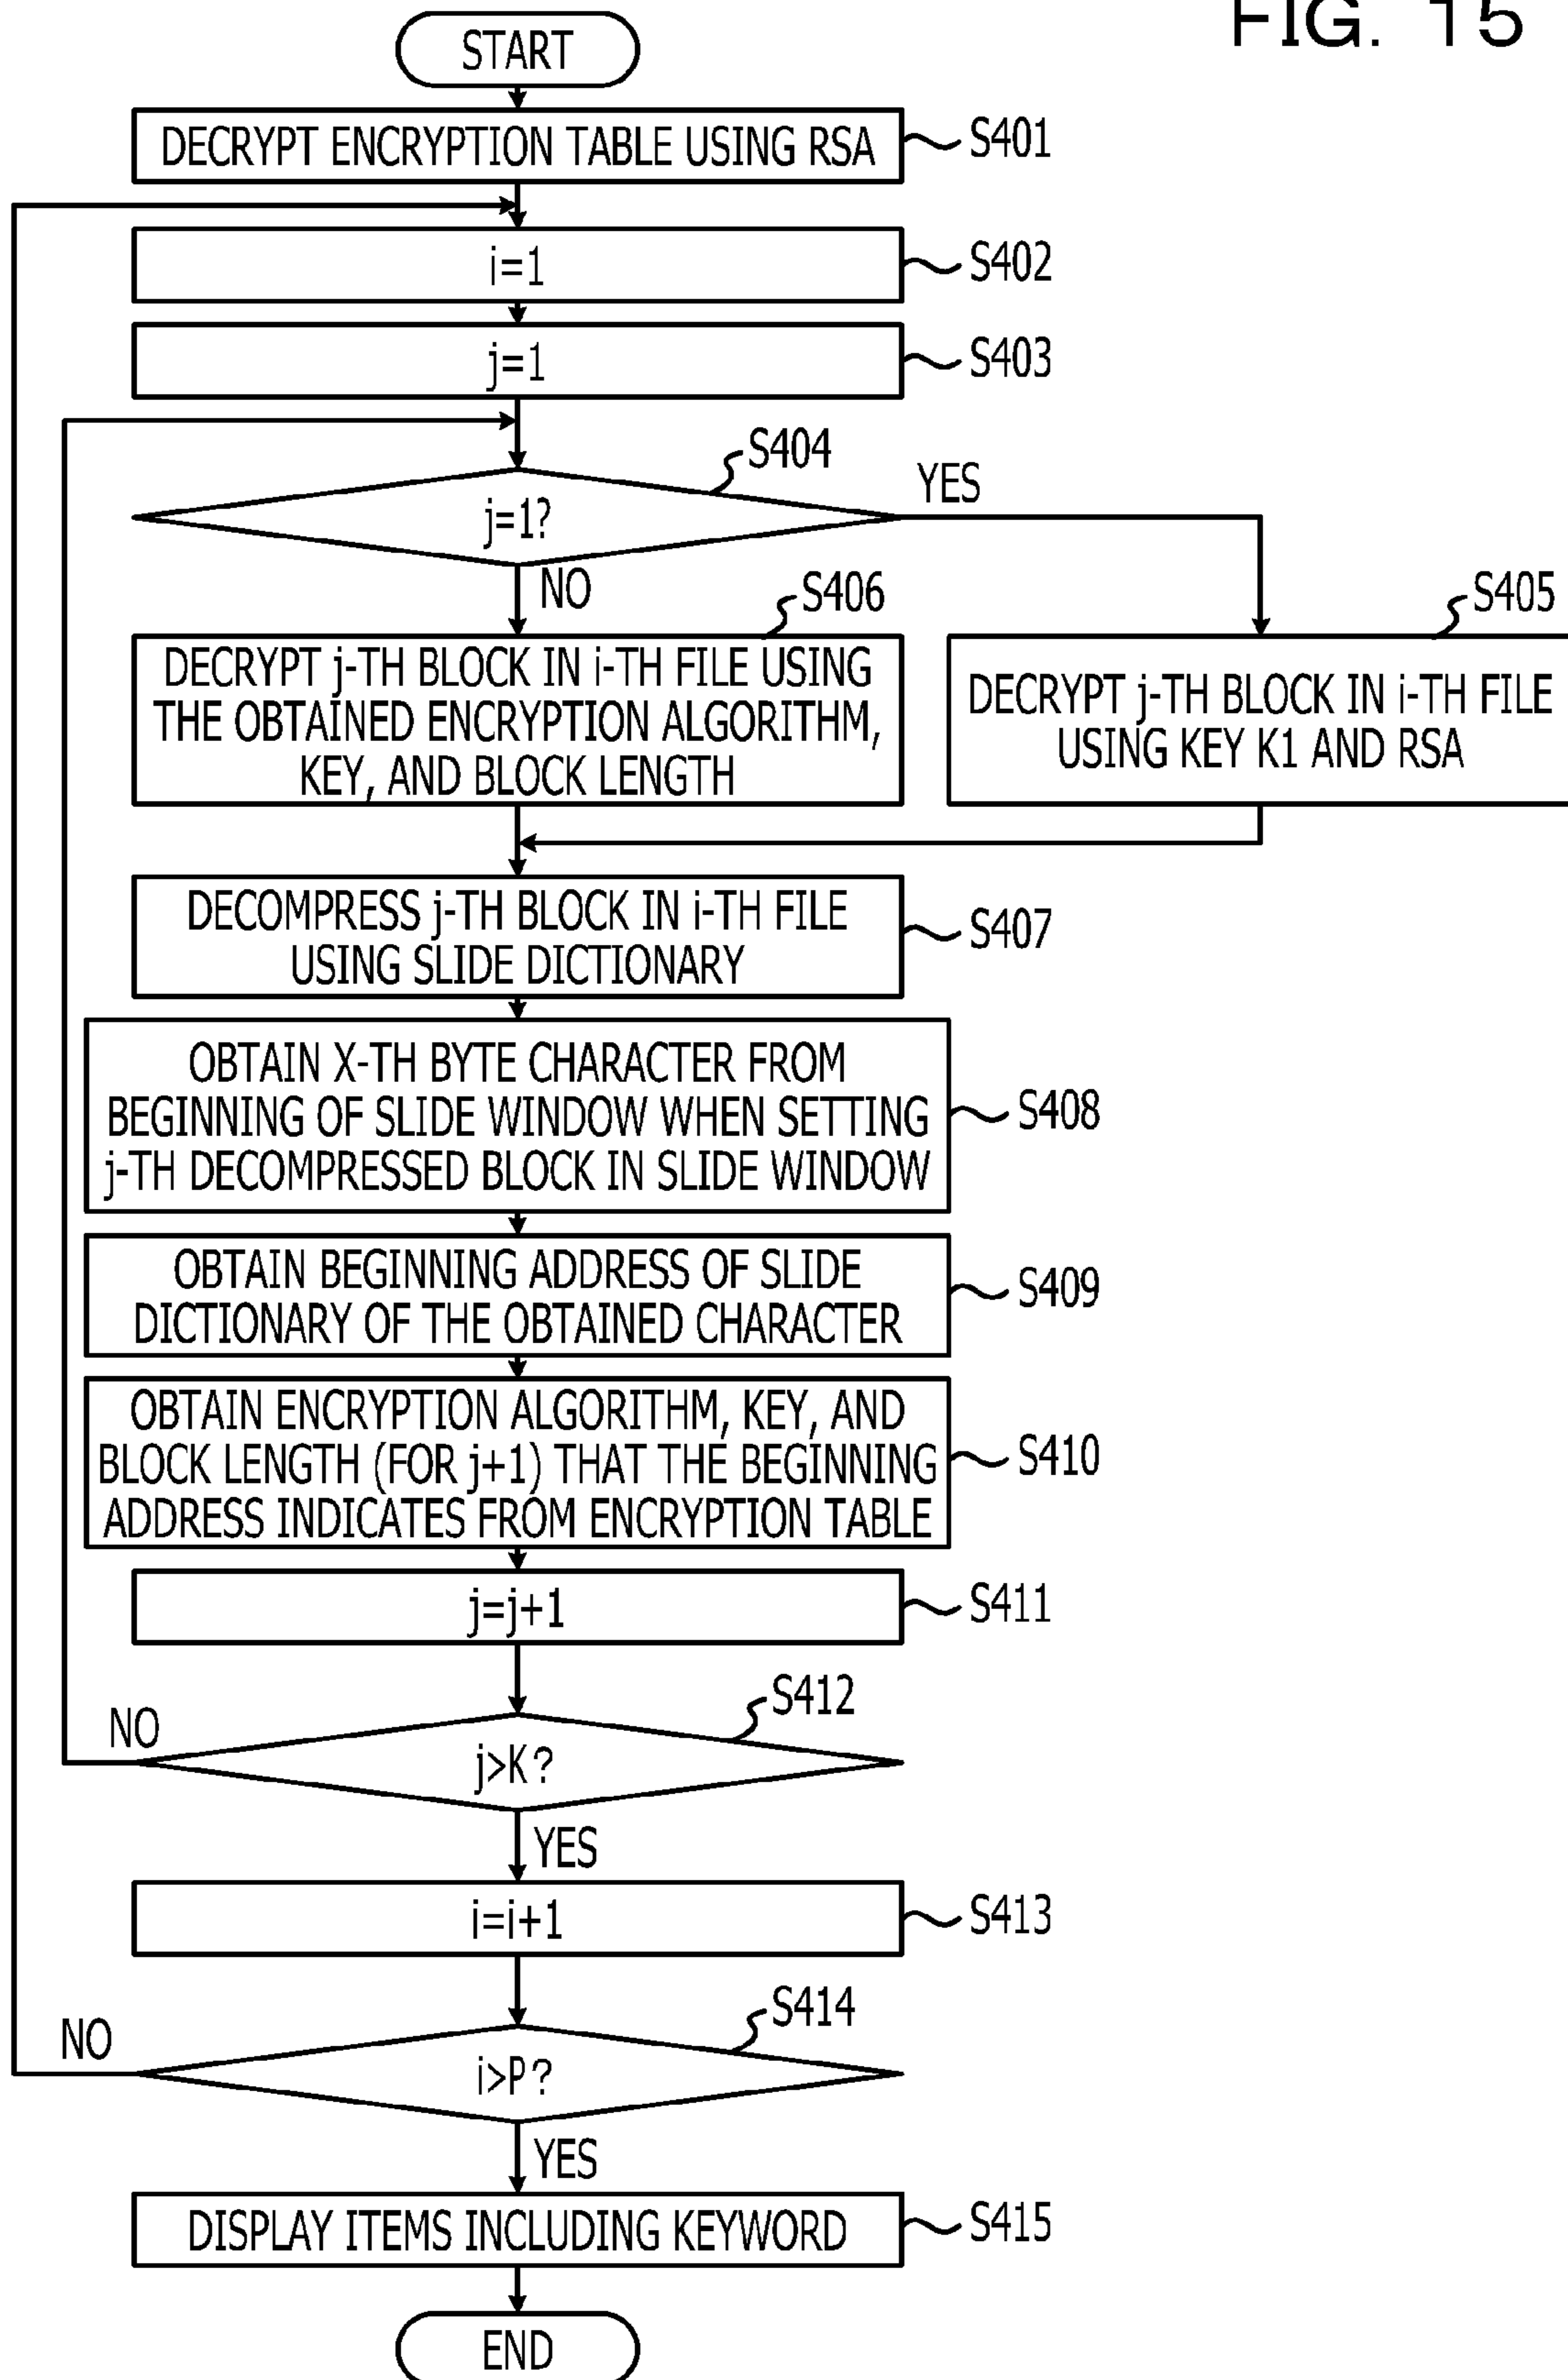 FIG. 15
START
DECRYPT ENCRYPTION TABLE USING RSA
S401
i=1
S402
j=1
S403
S404
j=1?
YES
NO
S406
DECRYPT j-TH BLOCK IN i-TH FILE USING
THE OBTAINED ENCRYPTION ALGORITHM,
KEY, AND BLOCK LENGTH
S405
DECRYPT j-TH BLOCK IN i-TH FILE
USING KEY K1 AND RSA
DECOMPRESS j-TH BLOCK IN i-TH FILE
USING SLIDE DICTIONARY
S407
OBTAIN X-TH BYTE CHARACTER FROM
BEGINNING OF SLIDE WINDOW WHEN SETTING
j-TH DECOMPRESSED BLOCK IN SLIDE WINDOW
S408
OBTAIN BEGINNING ADDRESS OF SLIDE
DICTIONARY OF THE OBTAINED CHARACTER
S409
OBTAIN ENCRYPTION ALGORITHM, KEY, AND
BLOCK LENGTH (FOR j+1) THAT THE BEGINNING
ADDRESS INDICATES FROM ENCRYPTION TABLE
S410
j=j+1
S411
S412
j>K?
NO
YES
i=i+1
S413
S414
i>P?
NO
YES
DISPLAY ITEMS INCLUDING KEYWORD
S415
END